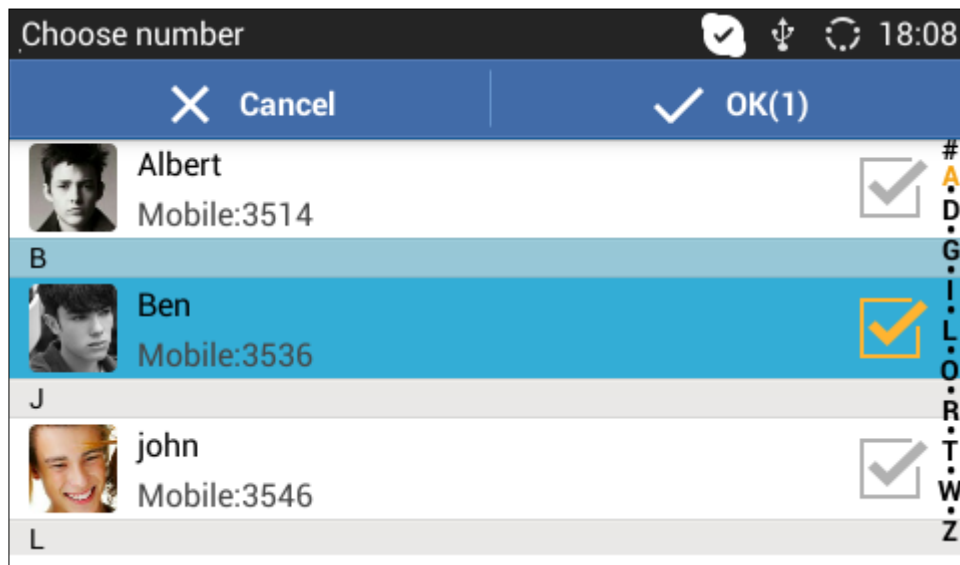 Choose number 18:08
Cancel OK(1)
Albert
Mobile:3514
B
Ben
Mobile:3536
J
john
Mobile:3546
L
#
A
D
G
I
L
O
R
T
W
Z